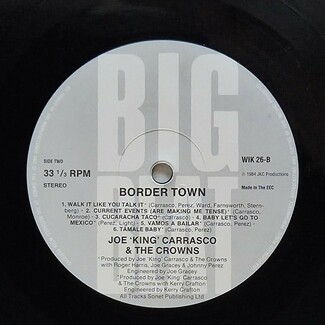 BIG
BEAT
SIDE TWO
33 1/3 RPM
STEREO
WIK 26-B
℗ 1984 JKC Productions
Made In The EEC
BORDER TOWN
1. WALK IT LIKE YOU TALK IT (Carrasco, Perez, Ward, Farnsworth, Stern-
berg) · 2. CURRENT EVENTS (ARE MAKING ME TENSE)* (Carrasco,
Monroe) · 3. CUCARACHA TACO* (Carrasco) · 4. BABY LET'S GO TO
MEXICO* (Perez, Light) · 5. VAMOS A BAILAR* (Carrasco, Perez)
6. TAMALE BABY* (Carrasco, Perez)
JOE 'KING' CARRASCO
& THE CROWNS
*Produced by Joe 'King' Carrasco & The Crowns
with Roger Harris, Joe Gracey & Johnny Perez
Engineered by Joe Gracey
*Produced by Joe 'King' Carrasco
& The Crowns with Kerry Crafton
Engineered by Kerry Crafton
All Tracks Sonet Publishing Ltd